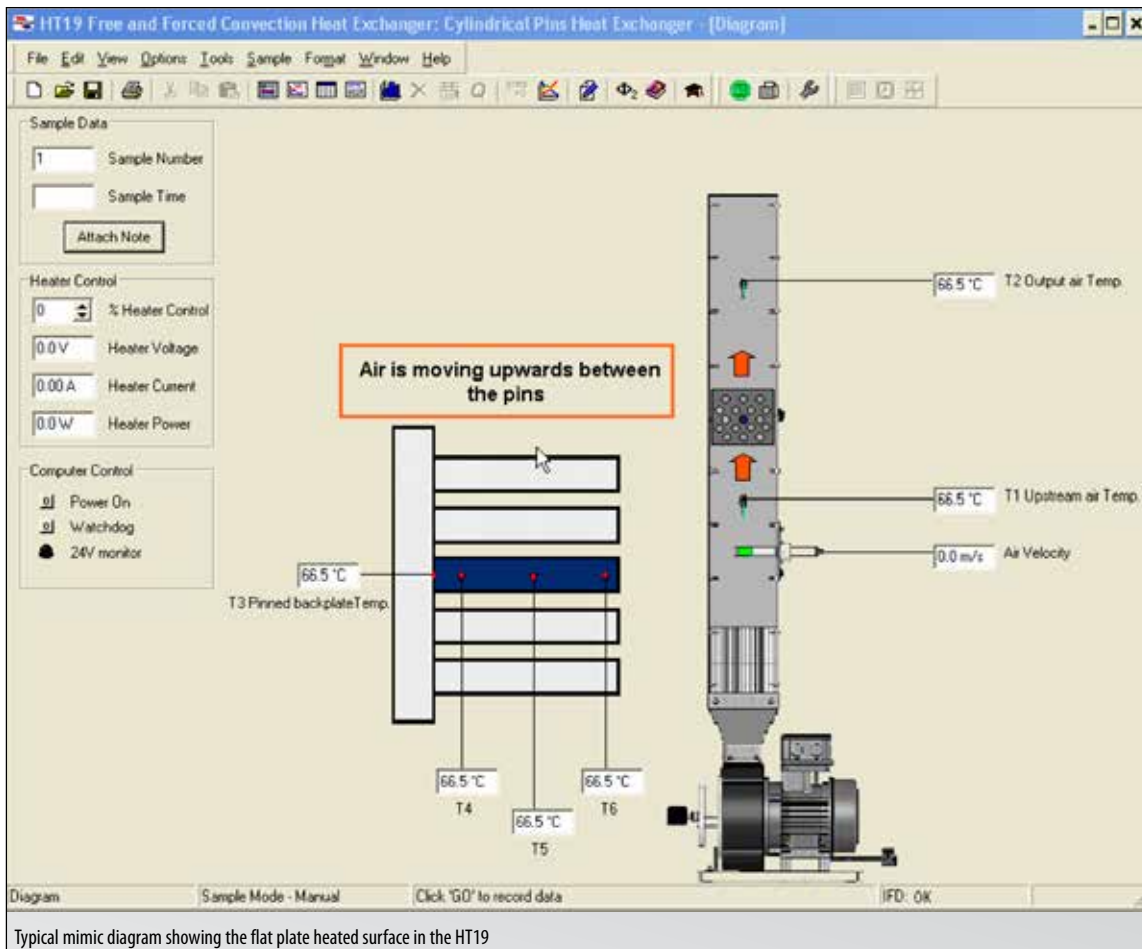 HT19 Free and Forced Convection Heat Exchanger: Cylindrical Pins Heat Exchanger - [Diagram]
File Edit View Options Tools Sample Format Window Help
Sample Data
1 Sample Number
Sample Time
Attach Note
Heater Control
0 % Heater Control
0.0 V Heater Voltage
0.00 A Heater Current
0.0 W Heater Power
Computer Control
Power On
Watchdog
24V monitor
Air is moving upwards between
the pins
66.5 °C
T3 Pinned backplateTemp.
66.5 °C
T4
66.5 °C
T5
66.5 °C
T6
66.5 °C T2 Output air Temp.
66.5 °C T1 Upstream air Temp.
0.0 m/s Air Velocity
Diagram Sample Mode - Manual Click 'GO' to record data IFD: OK
Typical mimic diagram showing the flat plate heated surface in the HT19